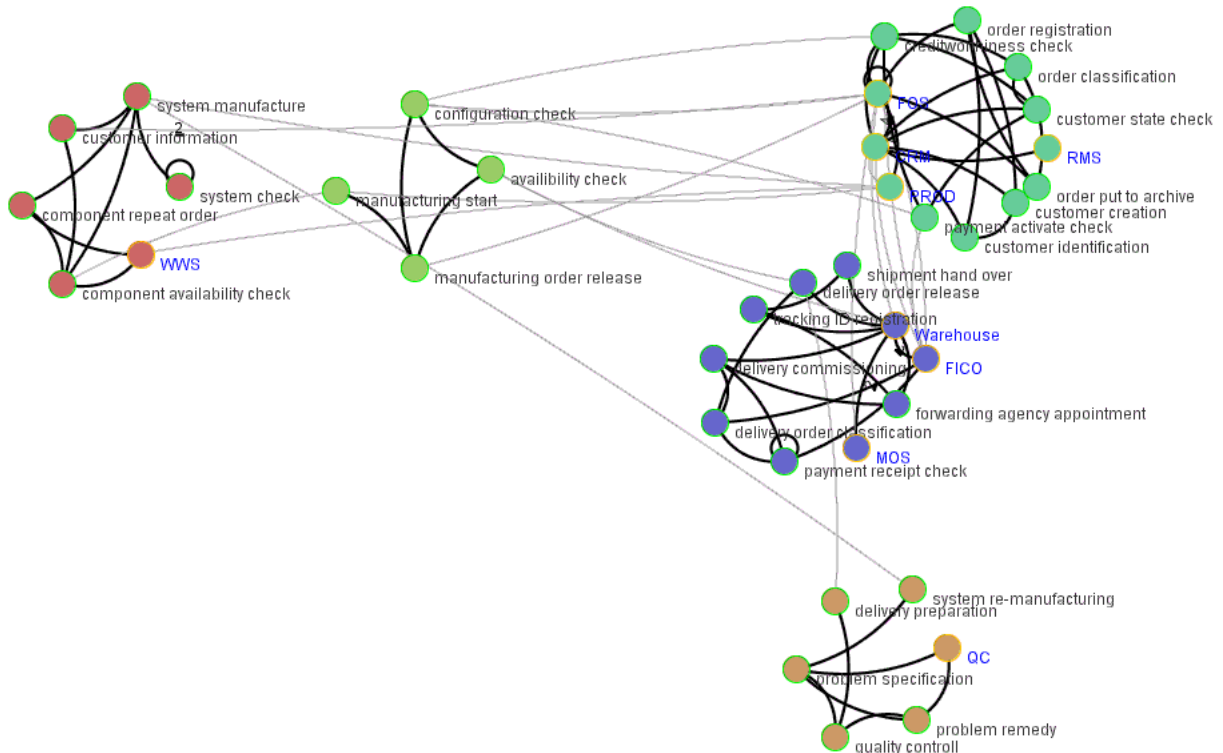 system manufacture
2
customer information
system check
component repeat order
WWS
component availability check
configuration check
availibility check
manufacturing start
manufacturing order release
order registration
creditworthiness check
order classification
FOS
customer state check
CRM
RMS
PROD
order put to archive
customer creation
payment activate check
customer identification
shipment hand over
delivery order release
tracking ID registration
Warehouse
delivery commissioning
FICO
forwarding agency appointment
delivery order classification
MOS
payment receipt check
system re-manufacturing
delivery preparation
QC
problem specification
problem remedy
quality controll